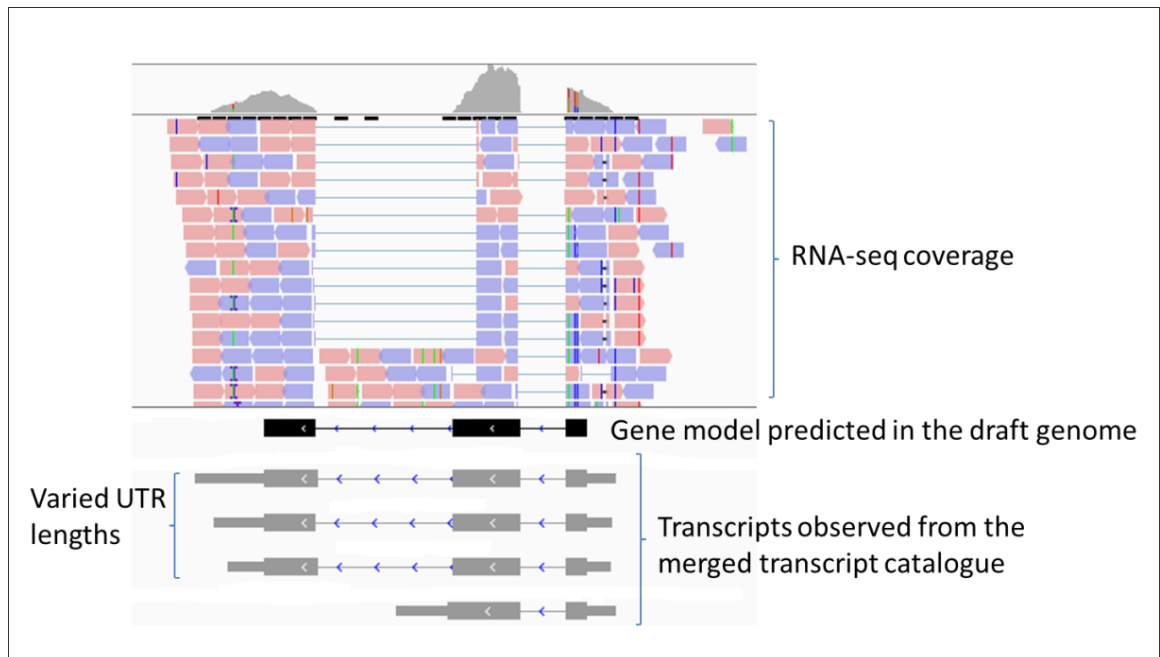 RNA-seq coverage
Gene model predicted in the draft genome
Varied UTR
lengths
Transcripts observed from the
merged transcript catalogue